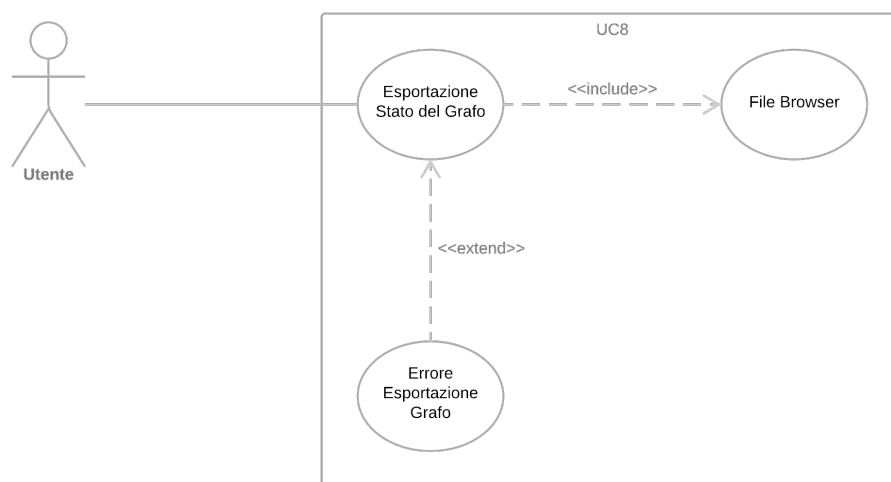 UC8
Esportazione
Stato del Grafo
<<include>>
File Browser
Utente
<<extend>>
Errore
Esportazione
Grafo